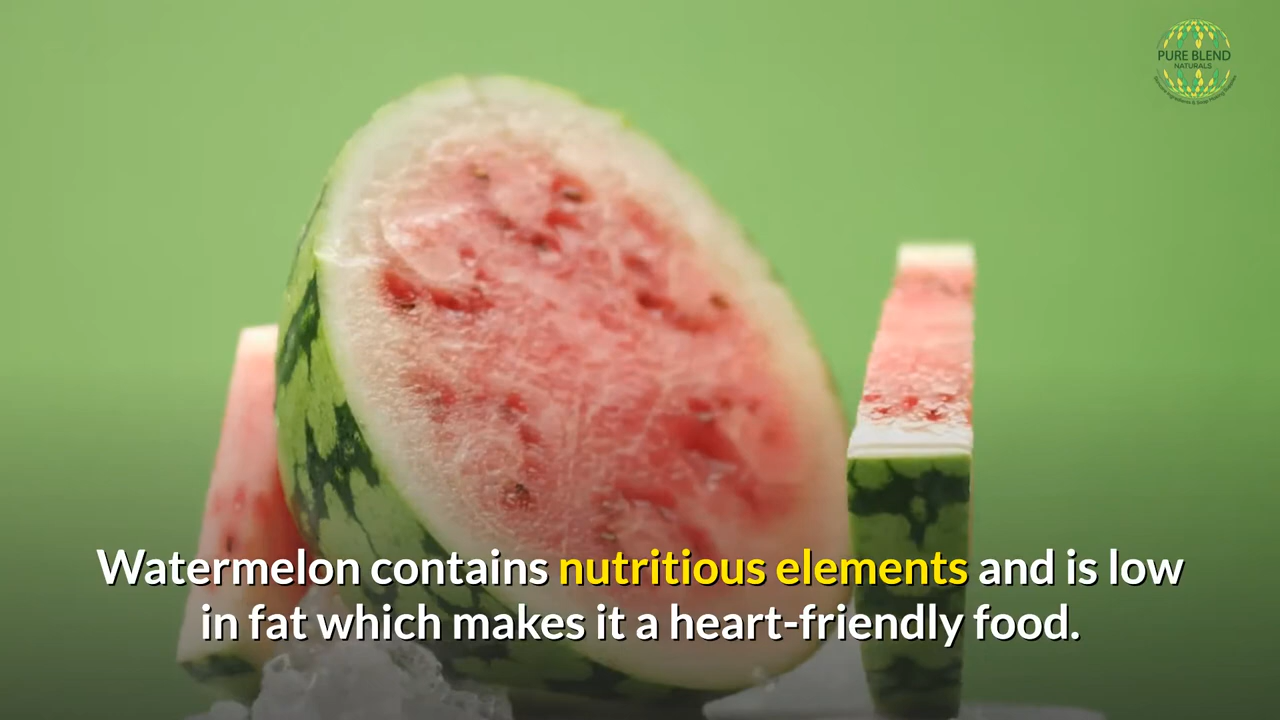 PURE BLEND
NATURALS
Watermelon contains nutritious elements and is low
in fat which makes it a heart-friendly food.